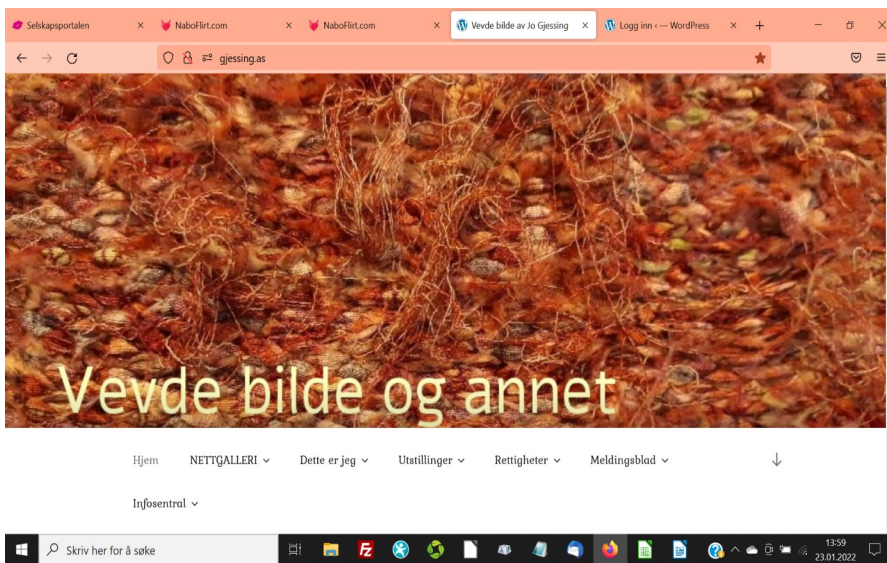 Selskapsportalen
NaboFlirt.com
NaboFlirt.com
Vevde bilde av Jo Gjessing
Logg inn ‹ — WordPress
gjessing.as
Vevde bilde og annet
Hjem NETTGALLERI Dette er jeg Utstillinger Rettigheter Meldingsblad
Infosentral
Skriv her for å søke
13:59
23.01.2022